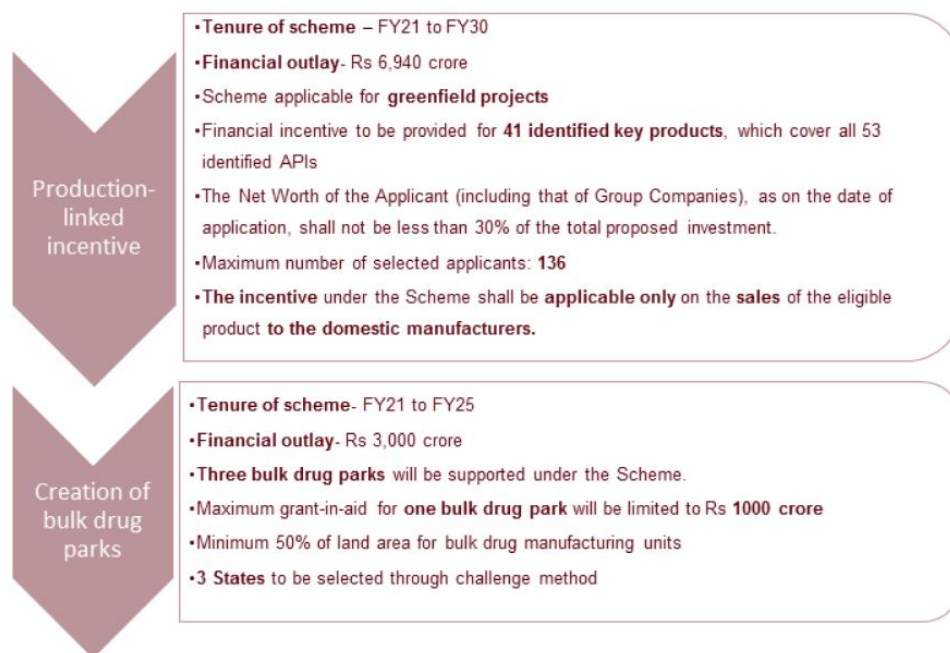 Production-
linked
incentive
•Tenure of scheme – FY21 to FY30
•Financial outlay- Rs 6,940 crore
•Scheme applicable for greenfield projects
•Financial incentive to be provided for 41 identified key products, which cover all 53
identified APIs
•The Net Worth of the Applicant (including that of Group Companies), as on the date of
application, shall not be less than 30% of the total proposed investment.
•Maximum number of selected applicants: 136
•The incentive under the Scheme shall be applicable only on the sales of the eligible
product to the domestic manufacturers.
Creation of
bulk drug
parks
•Tenure of scheme- FY21 to FY25
•Financial outlay- Rs 3,000 crore
•Three bulk drug parks will be supported under the Scheme.
•Maximum grant-in-aid for one bulk drug park will be limited to Rs 1000 crore
•Minimum 50% of land area for bulk drug manufacturing units
•3 States to be selected through challenge method